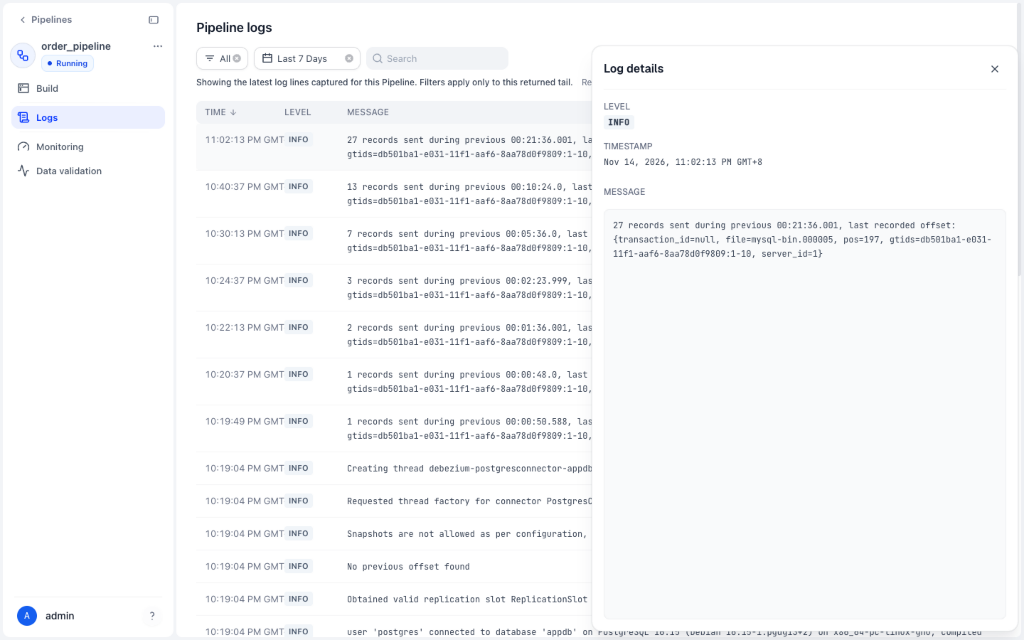 Pipelines
order_pipeline
Running
Build
Logs
Monitoring
Data validation
admin
?
A
Pipeline logs
All
Last 7 Days
Search
Showing the latest log lines captured for this Pipeline. Filters apply only to this returned tail. Re
TIME LEVEL MESSAGE
11:02:13 PM GMT INFO 27 records sent during previous 00:21:36.001, la
gtids=db501ba1-e031-11f1-aaf6-8aa78d0f9809:1-10,
10:40:37 PM GMT INFO 13 records sent during previous 00:10:24.0, last
gtids=db501ba1-e031-11f1-aaf6-8aa78d0f9809:1-10,
10:30:13 PM GMT INFO 7 records sent during previous 00:05:36.0, last
gtids=db501ba1-e031-11f1-aaf6-8aa78d0f9809:1-10,
10:24:37 PM GMT INFO 3 records sent during previous 00:02:23.999, las
gtids=db501ba1-e031-11f1-aaf6-8aa78d0f9809:1-10,
10:22:13 PM GMT INFO 2 records sent during previous 00:01:36.001, las
gtids=db501ba1-e031-11f1-aaf6-8aa78d0f9809:1-10,
10:20:37 PM GMT INFO 1 records sent during previous 00:00:48.0, last
gtids=db501ba1-e031-11f1-aaf6-8aa78d0f9809:1-10,
10:19:49 PM GMT INFO 1 records sent during previous 00:00:50.588, las
gtids=db501ba1-e031-11f1-aaf6-8aa78d0f9809:1-10,
10:19:04 PM GMT INFO Creating thread debezium-postgresconnector-appdb
10:19:04 PM GMT INFO Requested thread factory for connector PostgresC
10:19:04 PM GMT INFO Snapshots are not allowed as per configuration,
10:19:04 PM GMT INFO No previous offset found
10:19:04 PM GMT INFO Obtained valid replication slot ReplicationSlot
10:19:04 PM GMT INFO user 'postgres' connected to database 'appdb' on PostgreSQL compiled
Log details
LEVEL
INFO
TIMESTAMP
Nov 14, 2026, 11:02:13 PM GMT+8
MESSAGE
27 records sent during previous 00:21:36.001, last recorded offset:
{transaction_id=null, file=mysql-bin.000005, pos=197, gtids=db501ba1-e031-
11f1-aaf6-8aa78d0f9809:1-10, server_id=1}